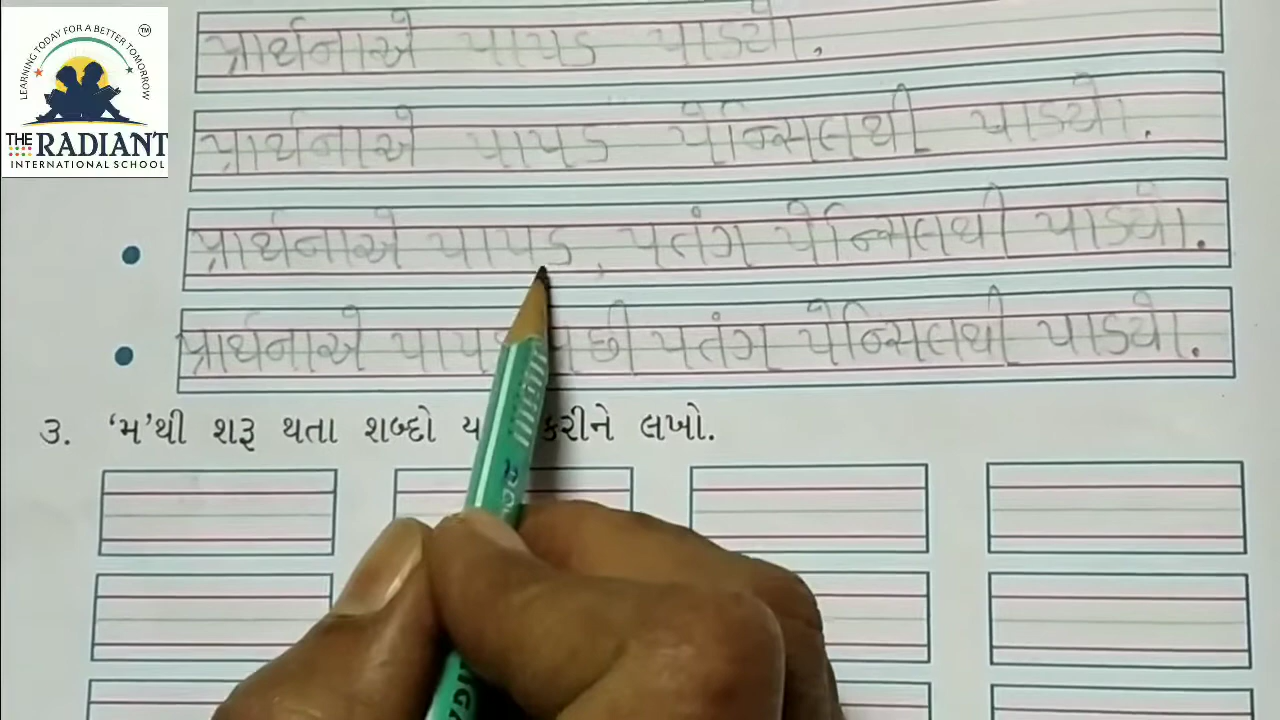 LEARNING TODAY FOR A BETTER TOMORROW
TM
THE RADIANT
INTERNATIONAL SCHOOL
પ્રાર્થનાએ પાપડ પાડ્યો.
પ્રાર્થનાએ પાપડ પેન્સિલથી પાડ્યો.
પ્રાર્થનાએ પાપડ, પતંગ પેન્સિલથી પાડ્યો.
પ્રાર્થનાએ પછી પતંગ પેન્સિલથી પાડ્યો.
૩. ‘મ’થી શરૂ થતા શબ્દો કરીને લખો.